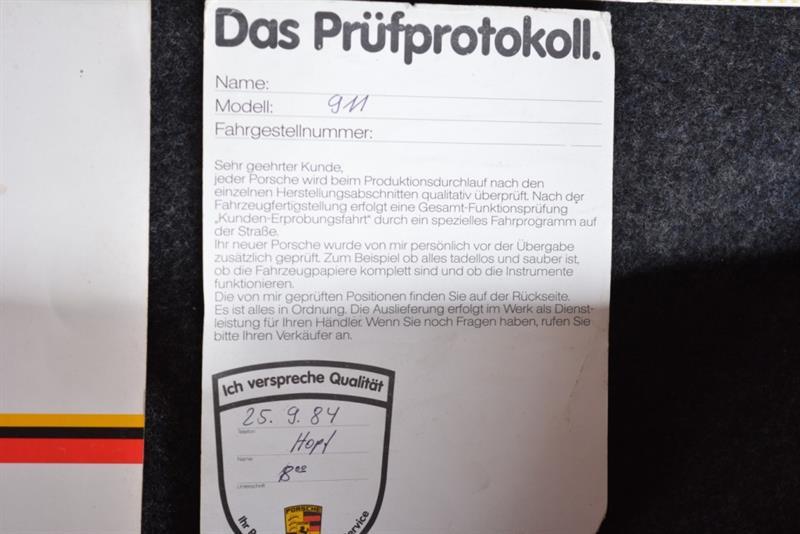 Das Prüfprotokoll.
Name:
Modell: 911
Fahrgestellnummer:
Sehr geehrter Kunde,
jeder Porsche wird beim Produktionsdurchlauf nach den
einzelnen Herstellungsabschnitten qualitativ überprüft. Nach der
Fahrzeugfertigstellung erfolgt eine Gesamt-Funktionsprüfung
„Kunden-Erprobungsfahrt" durch ein spezielles Fahrprogramm auf
der Straße.
Ihr neuer Porsche wurde von mir persönlich vor der Übergabe
zusätzlich geprüft. Zum Beispiel ob alles tadellos und sauber ist,
ob die Fahrzeugpapiere komplett sind und ob die Instrumente
funktionieren.
Die von mir geprüften Positionen finden Sie auf der Rückseite.
Es ist alles in Ordnung. Die Auslieferung erfolgt im Werk als Dienst-
leistung für Ihren Händler. Wenn Sie noch Fragen haben, rufen Sie
bitte Ihren Verkäufer an.
Ich verspreche Qualität
25. 9. 84
Telefon:
Hopf
Name:
Unterschrift
PORSCHE
Ihr